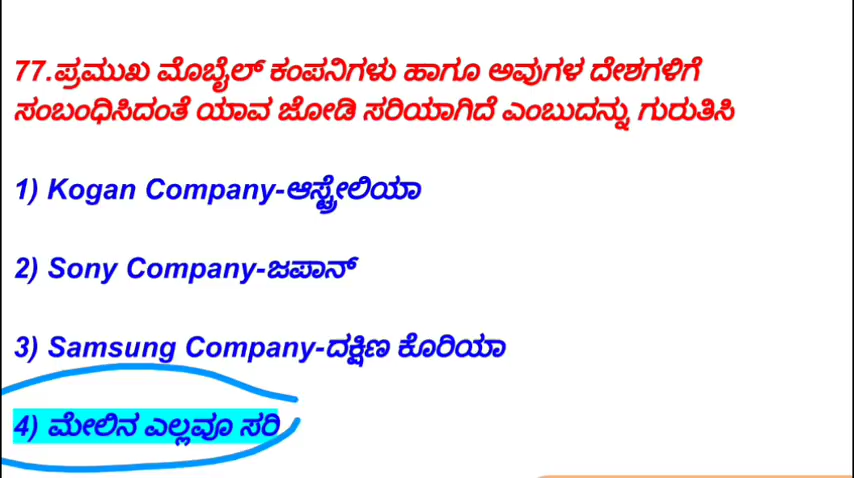 77.ಪ್ರಮುಖ ಮೊಬೈಲ್ ಕಂಪನಿಗಳು ಹಾಗೂ ಅವುಗಳ ದೇಶಗಳಿಗೆ
ಸಂಬಂಧಿಸಿದಂತೆ ಯಾವ ಜೋಡಿ ಸರಿಯಾಗಿದೆ ಎಂಬುದನ್ನು ಗುರುತಿಸಿ
1) Kogan Company-ಆಸ್ಟ್ರೇಲಿಯಾ
2) Sony Company-ಜಪಾನ್
3) Samsung Company-ದಕ್ಷಿಣ ಕೊರಿಯಾ
4) ಮೇಲಿನ ಎಲ್ಲವೂ ಸರಿ